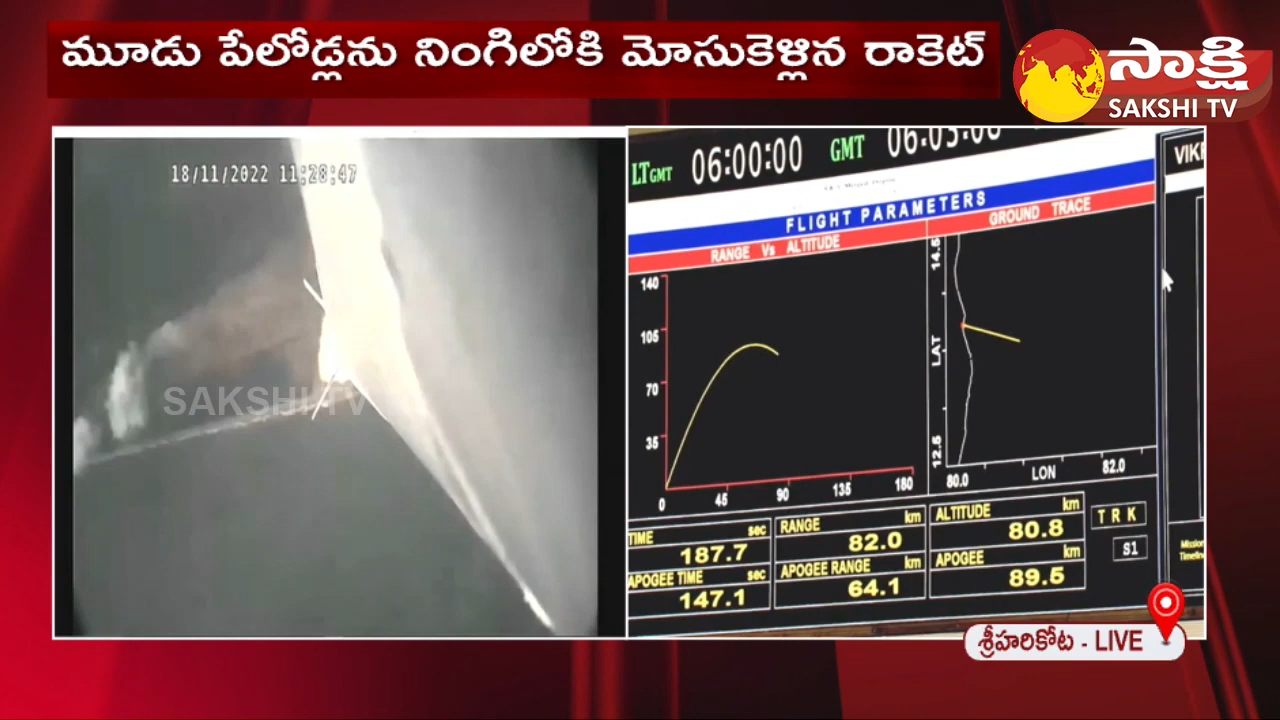 మూడు పేలోడ్లను నింగిలోకి మోసుకెళ్లిన రాకెట్
సాక్షి
SAKSHI TV
18/11/2022 11:28:47
SAKSHI TV
LT GMT 06:00:00 GMT
FLIGHT PARAMETERS
RANGE Vs ALTITUDE
GROUND TRACE
140
105
70
35
0 45 90 135 180
14.5
LAT
12.5
80.0 LON 82.0
TIME sec
187.7
RANGE km
82.0
ALTITUDE km
80.8
APOGEE TIME sec
147.1
APOGEE RANGE km
64.1
APOGEE km
89.5
TRK
S1
Mission
Timeline
శ్రీహరికోట - LIVE